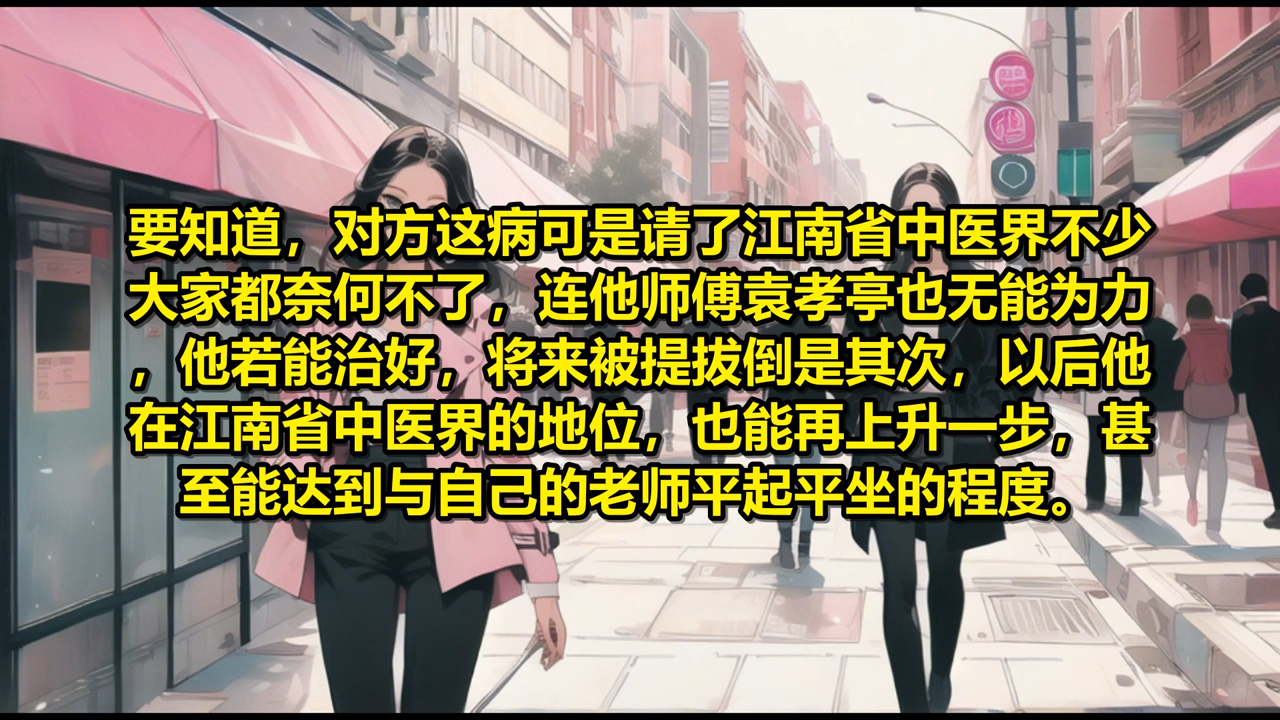 要知道，对方这病可是请了江南省中医界不少
大家都奈何不了，连他师傅袁孝亭也无能为力
，他若能治好，将来被提拔倒是其次，以后他
在江南省中医界的地位，也能再上升一步，甚
至能达到与自己的老师平起平坐的程度。